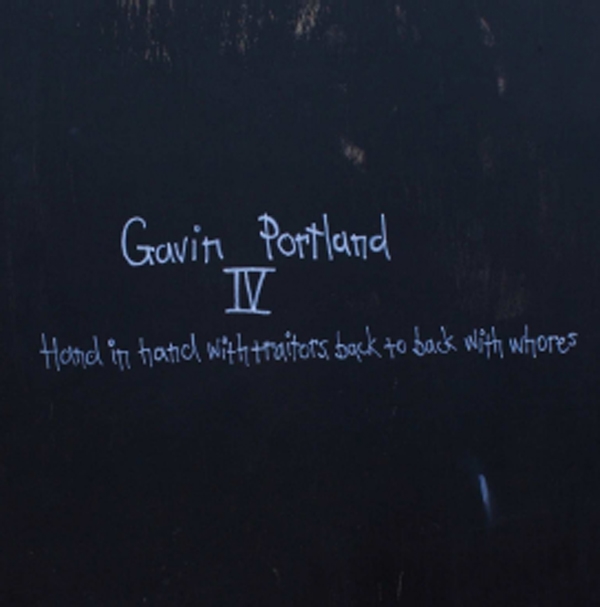 Gavin Portland
IV
Hand in hand with traitors, back to back with whores